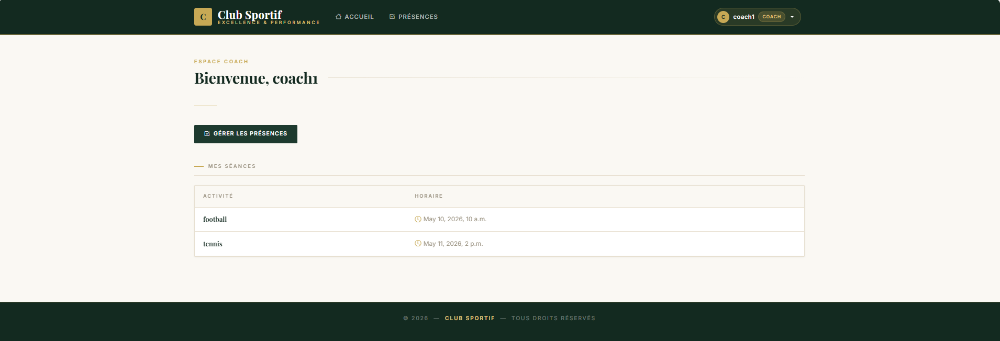 C
Club Sportif
EXCELLENCE & PERFORMANCE
ACCUEIL
PRÉSENCES
C
coach1
COACH
ESPACE COACH
Bienvenue, coach1
GÉRER LES PRÉSENCES
MES SÉANCES
ACTIVITÉ HORAIRE
football May 10, 2026, 10 a.m.
tennis May 11, 2026, 2 p.m.
© 2026 — CLUB SPORTIF — TOUS DROITS RÉSERVÉS